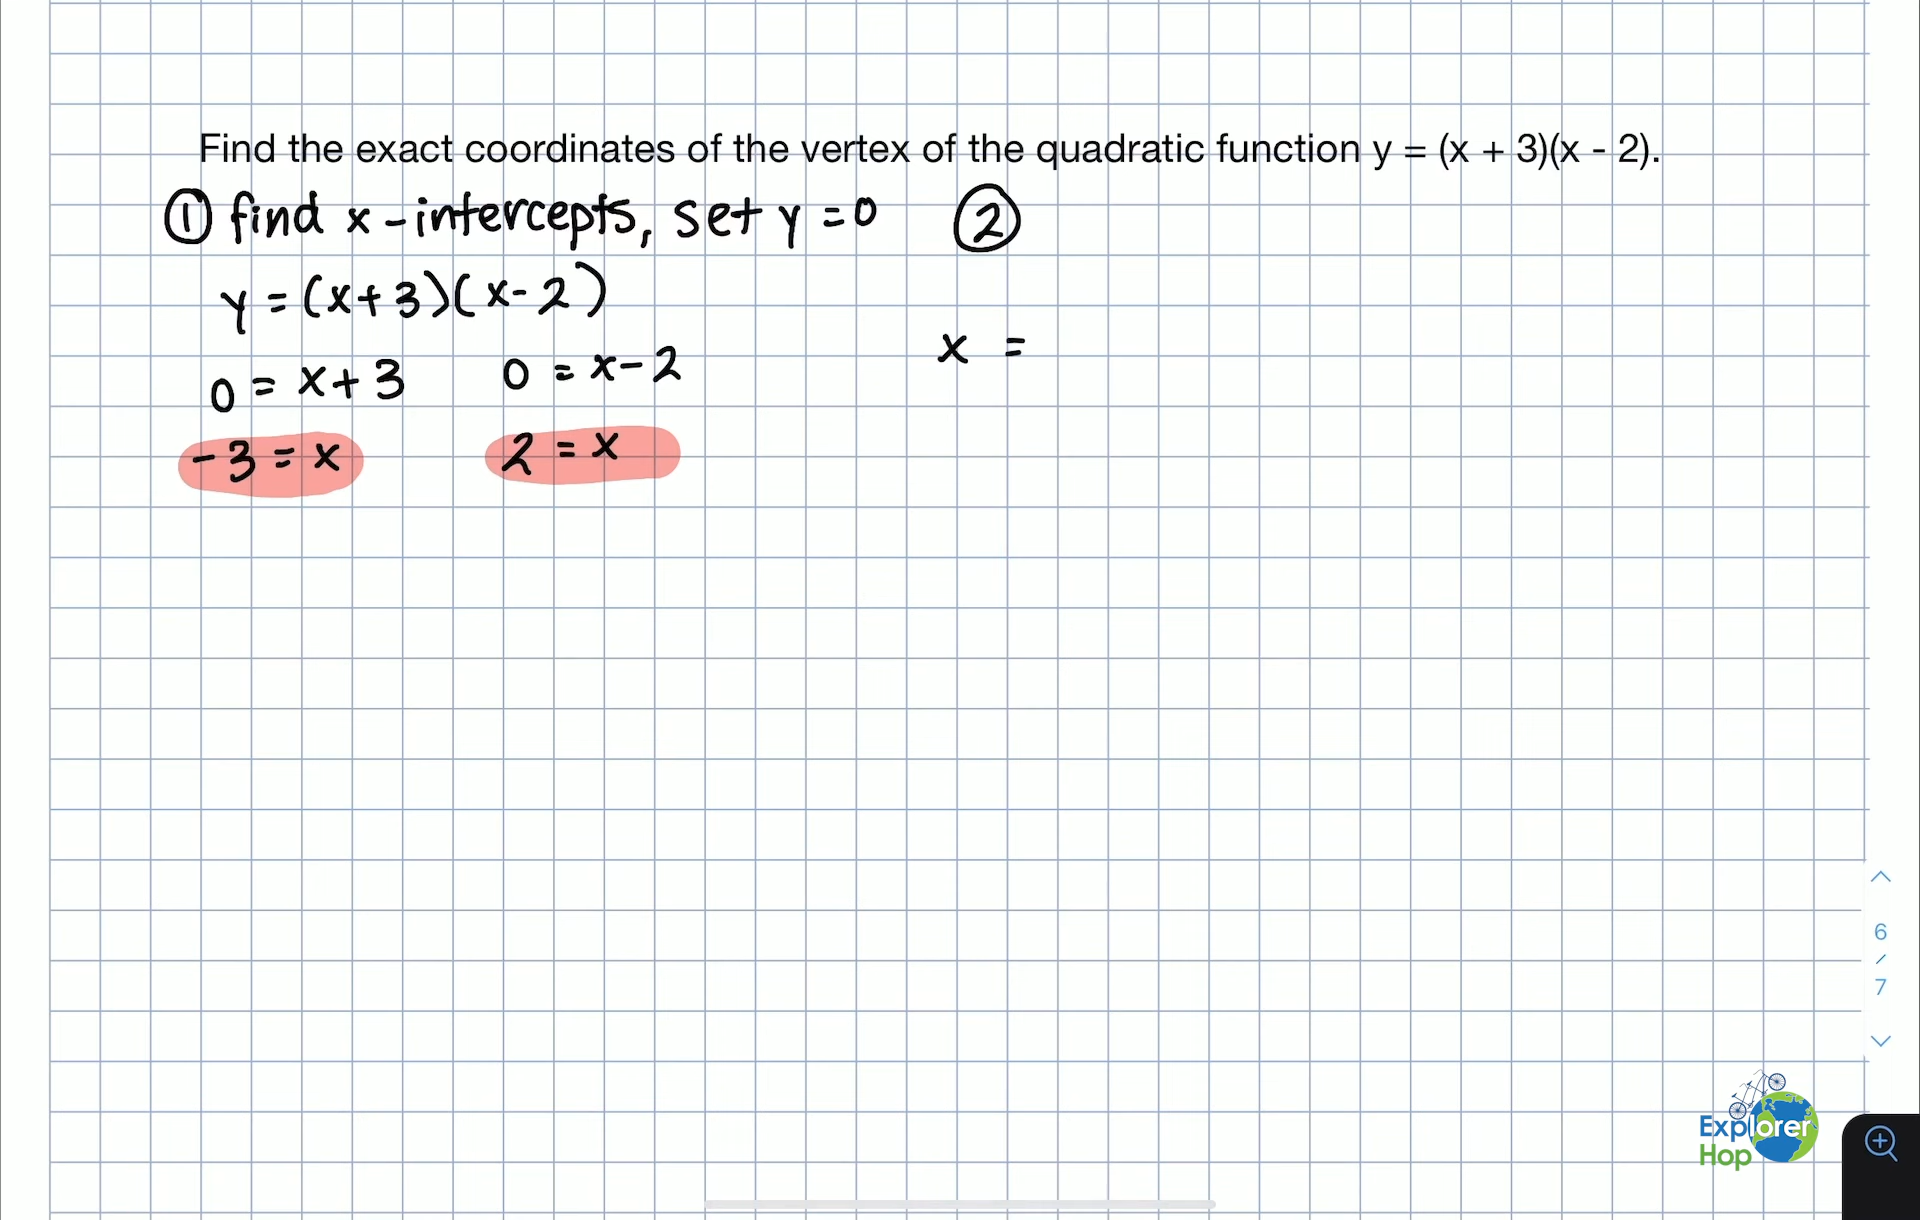 Find the exact coordinates of the vertex of the quadratic function y = (x + 3)(x - 2).
① find x-intercepts, set y = 0
y = (x+3)(x-2)
0 = x+3 0 = x-2
-3 = x 2 = x
②
x =
6
/
7
Explorer
Hop